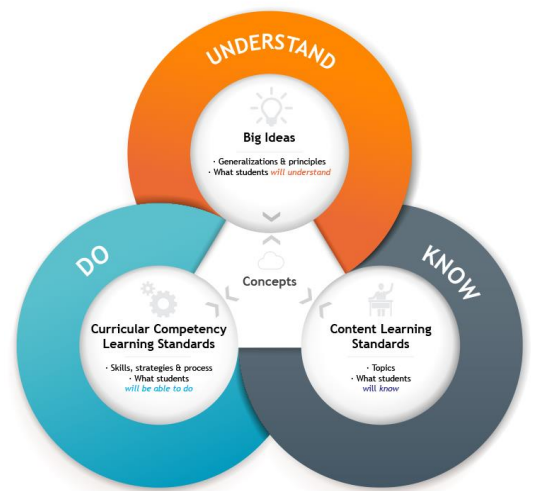 UNDERSTAND
Big Ideas
· Generalizations & principles
· What students will understand
DO
KNOW
Concepts
Curricular Competency
Learning Standards
· Skills, strategies & process
· What students
will be able to do
Content Learning
Standards
· Topics
· What students
will know